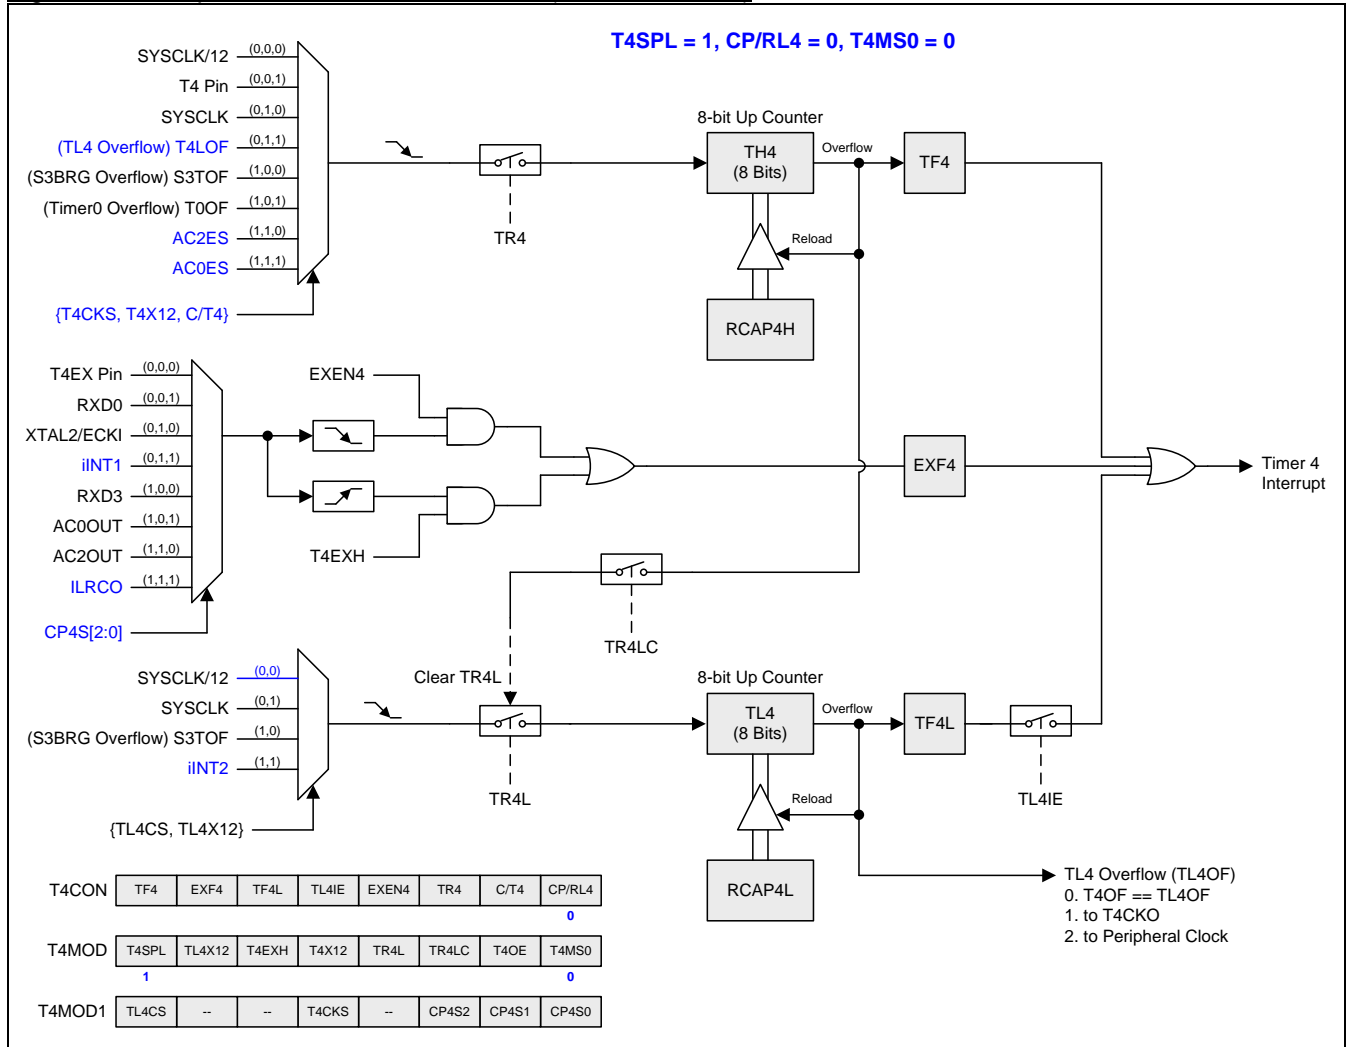 T4SPL = 1, CP/RL4 = 0, T4MS0 = 0
SYSCLK/12 (0,0,0)
T4 Pin (0,0,1)
SYSCLK (0,1,0)
(TL4 Overflow) T4LOF (0,1,1)
(S3BRG Overflow) S3TOF (1,0,0)
(Timer0 Overflow) T0OF (1,0,1)
AC2ES (1,1,0)
AC0ES (1,1,1)
{T4CKS, T4X12, C/T4}
TR4
8-bit Up Counter
TH4
(8 Bits)
Overflow
TF4
Reload
RCAP4H
T4EX Pin (0,0,0)
RXD0 (0,0,1)
XTAL2/ECKI (0,1,0)
iINT1 (0,1,1)
RXD3 (1,0,0)
AC0OUT (1,0,1)
AC2OUT (1,1,0)
ILRCO (1,1,1)
CP4S[2:0]
EXEN4
T4EXH
EXF4
Timer 4
Interrupt
TR4LC
Clear TR4L
SYSCLK/12 (0,0)
SYSCLK (0,1)
(S3BRG Overflow) S3TOF (1,0)
iINT2 (1,1)
{TL4CS, TL4X12}
TR4L
8-bit Up Counter
TL4
(8 Bits)
Overflow
TF4L
TL4IE
Reload
RCAP4L
TL4 Overflow (TL4OF)
0. T4OF == TL4OF
1. to T4CKO
2. to Peripheral Clock
T4CON TF4 EXF4 TF4L TL4IE EXEN4 TR4 C/T4 CP/RL4
0
T4MOD T4SPL TL4X12 T4EXH T4X12 TR4L TR4LC T4OE T4MS0
1 0
T4MOD1 TL4CS -- -- T4CKS -- CP4S2 CP4S1 CP4S0